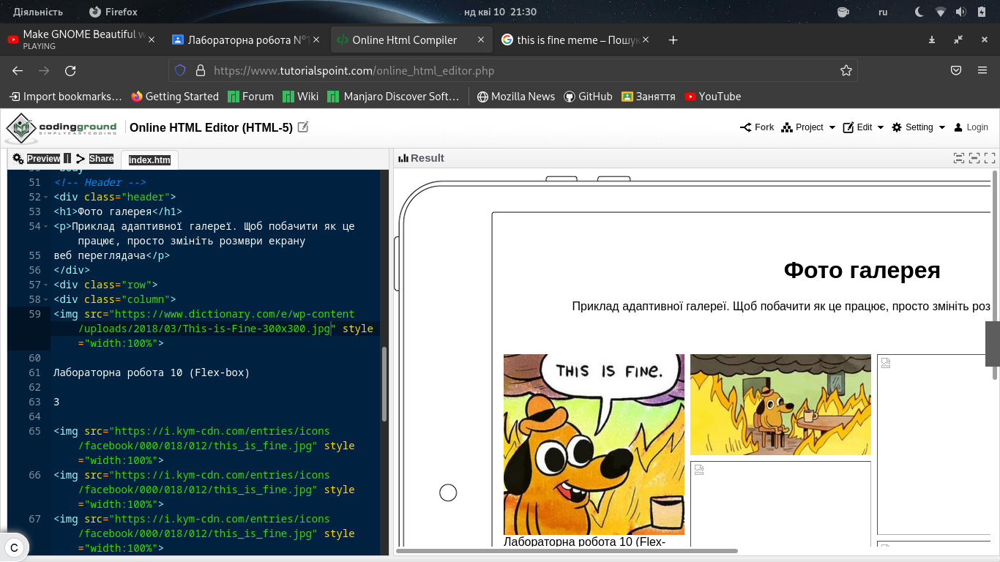 Діяльність
Firefox
нд кві 10 21:30
ru
Make GNOME Beautiful w
PLAYING
Лабораторна робота №1
Online Html Compiler
this is fine meme – Пошук
https://www.tutorialspoint.com/online_html_editor.php
Import bookmarks…
Getting Started
Forum
Wiki
Manjaro Discover Soft…
Mozilla News
GitHub
Заняття
YouTube
codingground
SIMPLYEASYCODING
Online HTML Editor (HTML-5)
Fork
Project
Edit
Setting
Login
Preview
Share
index.htm
Result
50 <body
51 <!-- Header -->
52 <div class="header">
53 <h1>Фото галерея</h1>
54 <p>Приклад адаптивної галереї. Щоб побачити як це
працює, просто змініть розмври екрану
55 веб переглядача</p>
56 </div>
57 <div class="row">
58 <div class="column">
59 <img src="https://www.dictionary.com/e/wp-content
/uploads/2018/03/This-is-Fine-300x300.jpg" style
="width:100%">
60
61 Лабораторна робота 10 (Flex-box)
62
63 3
64
65 <img src="https://i.kym-cdn.com/entries/icons
/facebook/000/018/012/this_is_fine.jpg" style
="width:100%">
66 <img src="https://i.kym-cdn.com/entries/icons
/facebook/000/018/012/this_is_fine.jpg" style
="width:100%">
67 <img src="https://i.kym-cdn.com/entries/icons
/facebook/000/018/012/this_is_fine.jpg" style
="width:100%">
C
Фото галерея
Приклад адаптивної галереї. Щоб побачити як це працює, просто змініть роз
THIS IS FINE.
Лабораторна робота 10 (Flex-